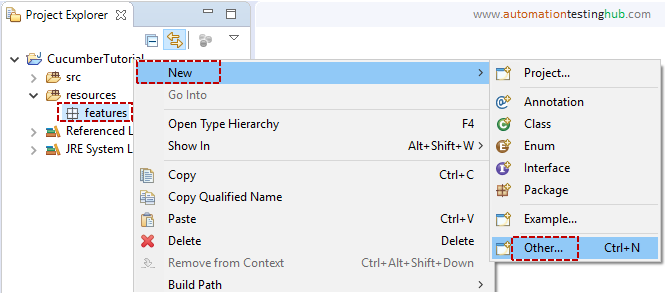 Project Explorer
www.automationtestinghub.com
CucumberTutorial
src
resources
features
Referenced L
JRE System L
New
Go Into
Open Type Hierarchy F4
Show In Alt+Shift+W
Copy Ctrl+C
Copy Qualified Name
Paste Ctrl+V
Delete Delete
Remove from Context Ctrl+Alt+Shift+Down
Build Path
Project...
Annotation
Class
Enum
Interface
Package
Example...
Other... Ctrl+N